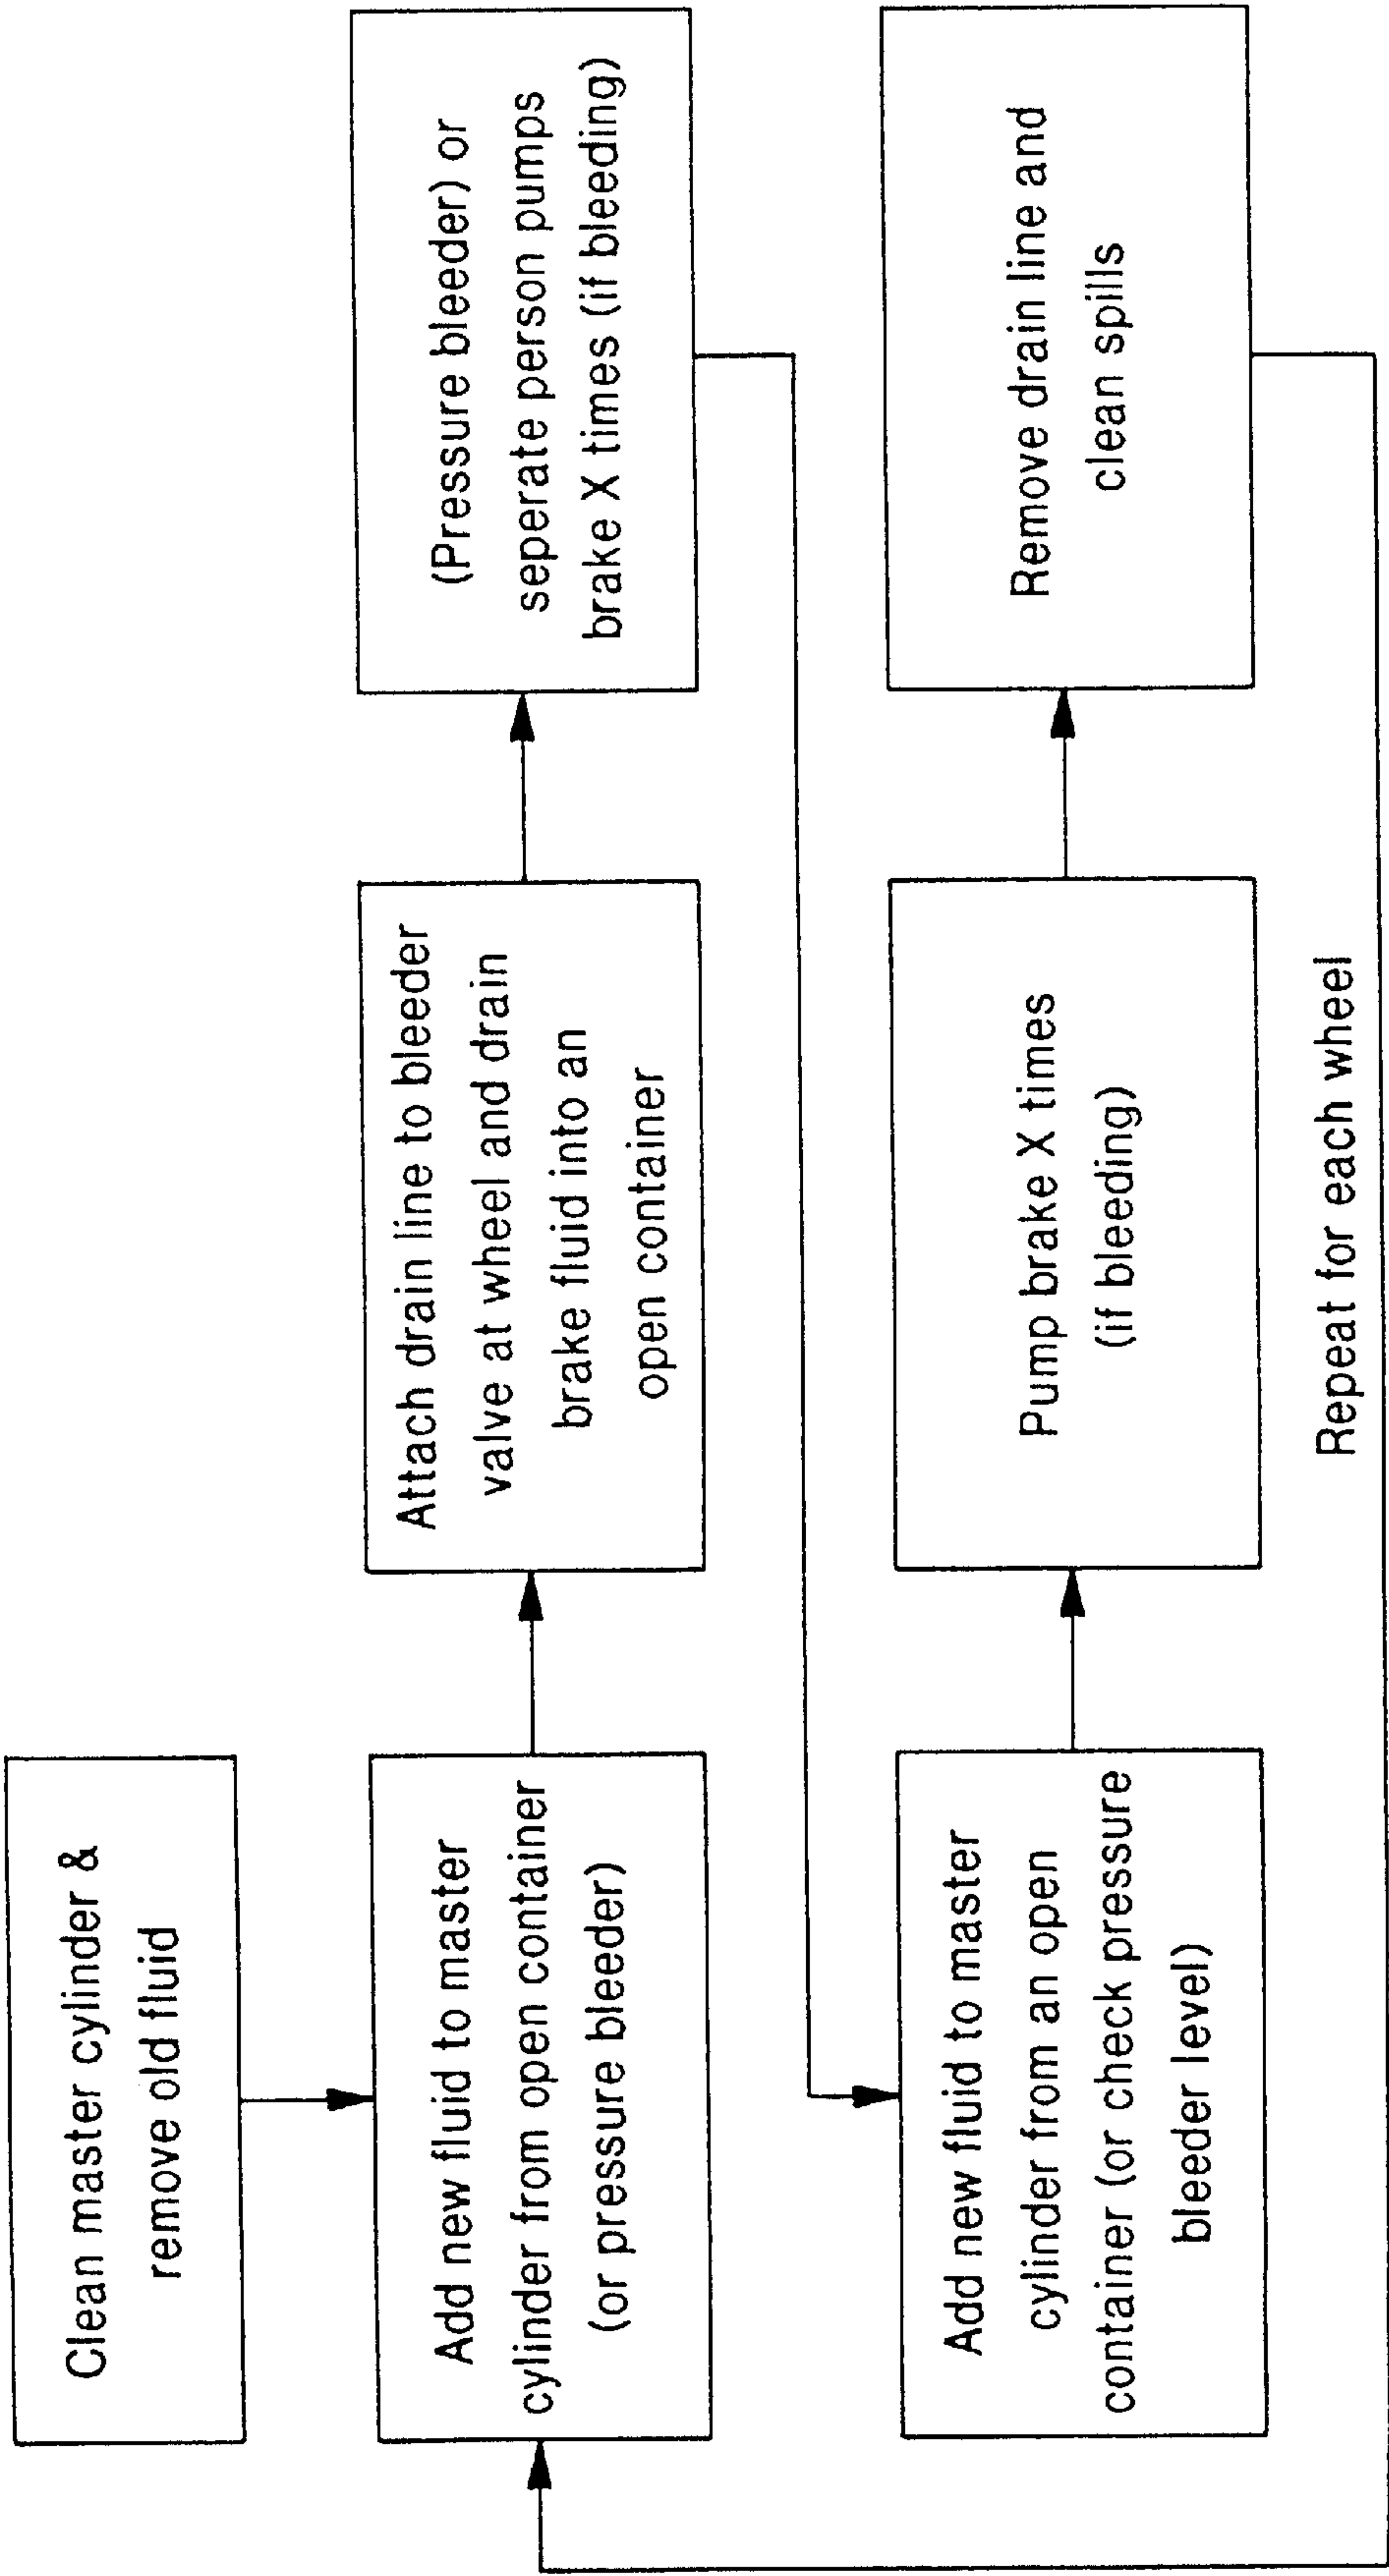 Clean master cylinder &
remove old fluid
Add new fluid to master
cylinder from open container
(or pressure bleeder)
Attach drain line to bleeder
valve at wheel and drain
brake fluid into an
open container
(Pressure bleeder) or
seperate person pumps
brake X times (if bleeding)
Add new fluid to master
cylinder from an open
container (or check pressure
bleeder level)
Pump brake X times
(if bleeding)
Remove drain line and
clean spills
Repeat for each wheel